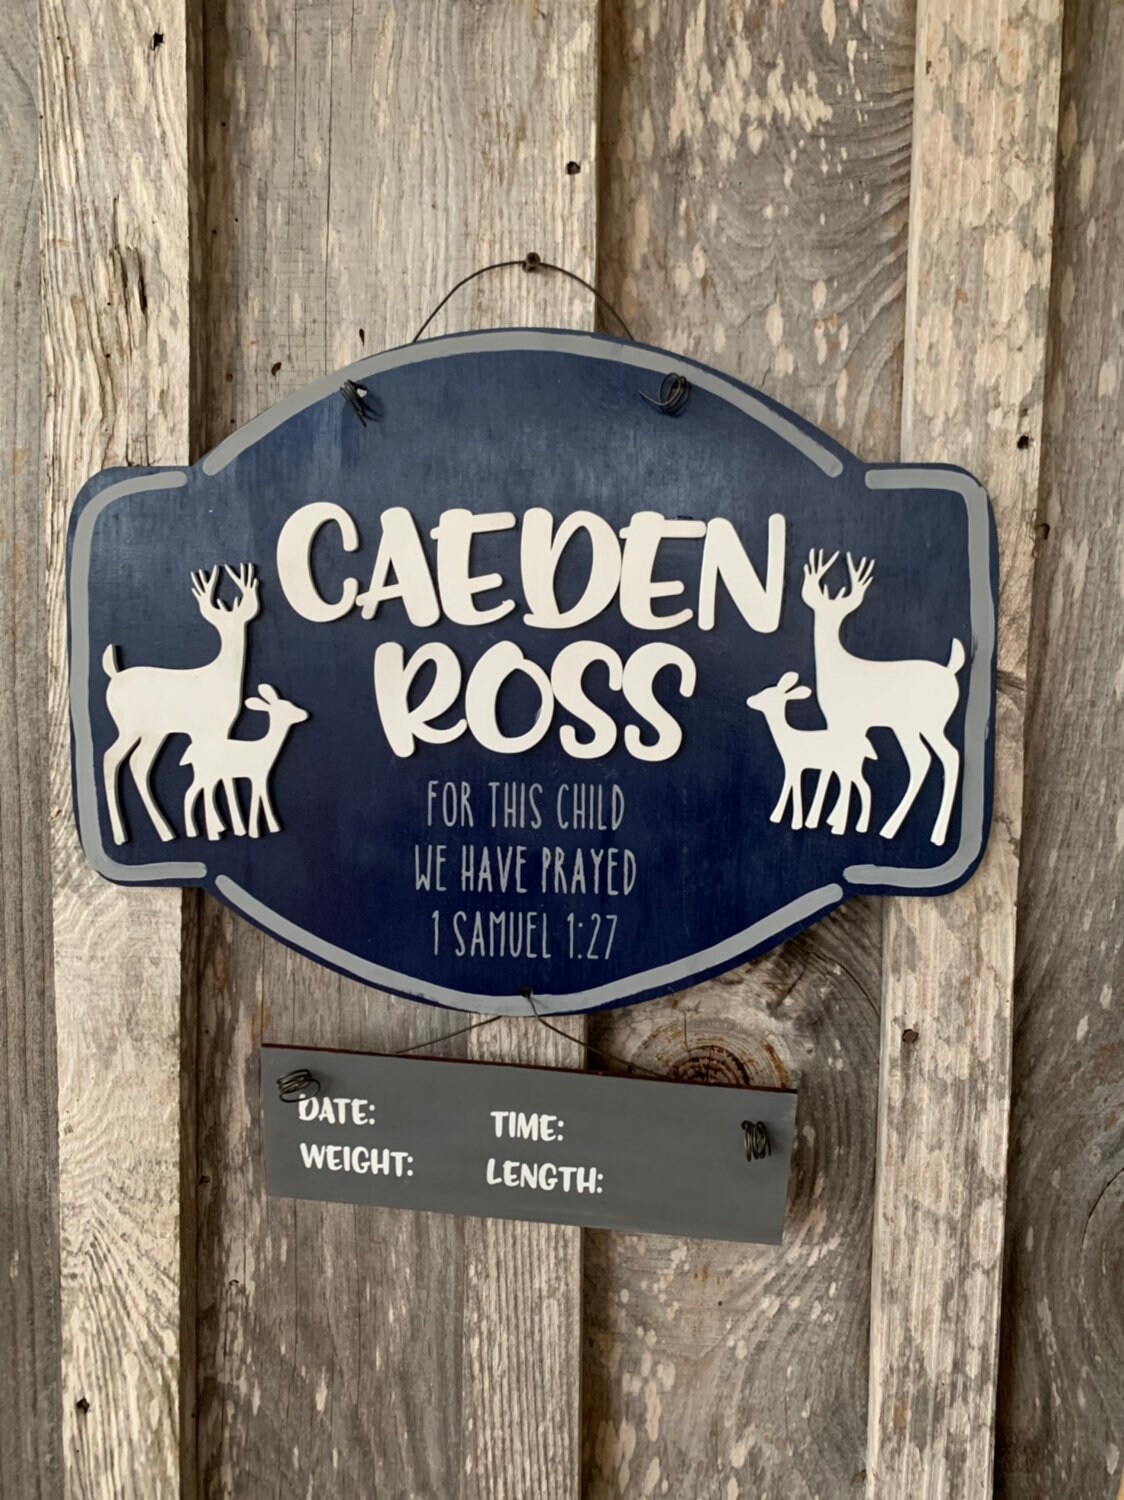 CAEDEN
ROSS
FOR THIS CHILD
WE HAVE PRAYED
1 SAMUEL 1:27
DATE: TIME:
WEIGHT: LENGTH: